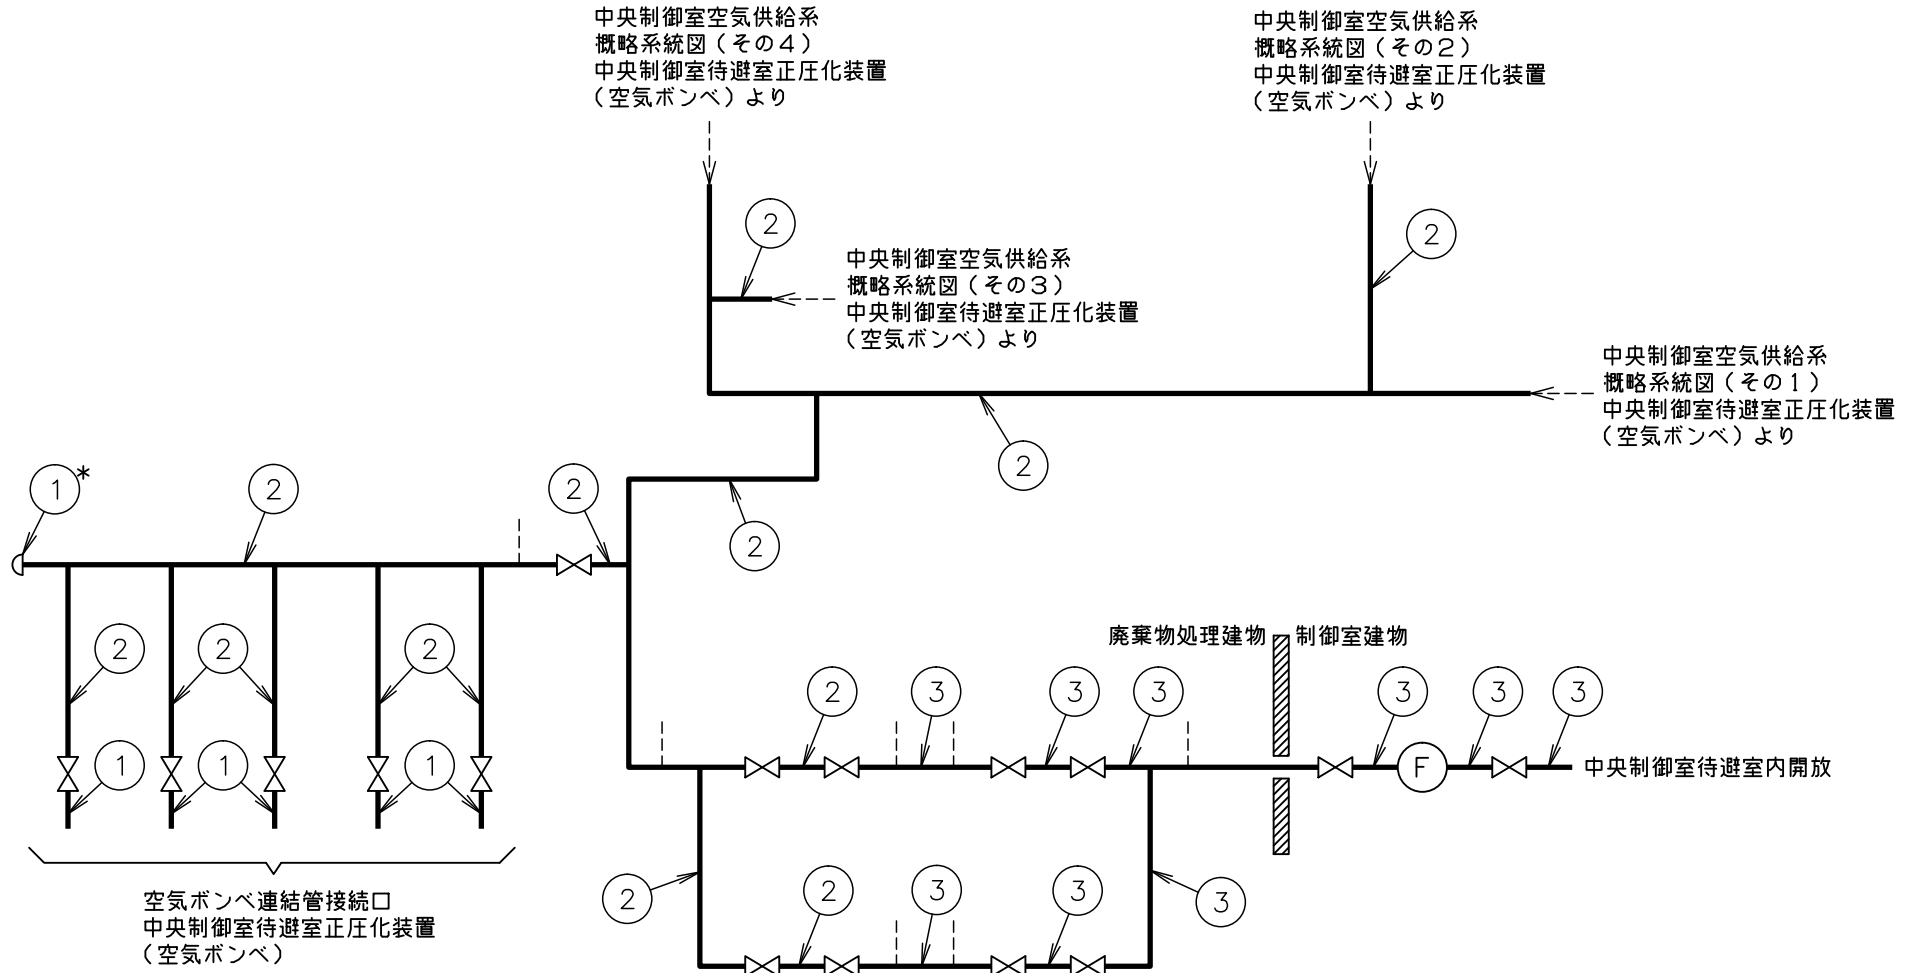 中央制御室空気供給系
概略系統図（その４）
中央制御室待避室正圧化装置
（空気ボンベ）より
中央制御室空気供給系
概略系統図（その２）
中央制御室待避室正圧化装置
（空気ボンベ）より
2
2
中央制御室空気供給系
概略系統図（その３）
中央制御室待避室正圧化装置
（空気ボンベ）より
中央制御室空気供給系
概略系統図（その１）
中央制御室待避室正圧化装置
（空気ボンベ）より
2
1*
2
2
2
廃棄物処理建物
制御室建物
2
2
2
2
3
3
3
3
3
3
1
1
1
F
中央制御室待避室内開放
2
2
3
3
3
空気ボンベ連結管接続口
中央制御室待避室正圧化装置
（空気ボンベ）